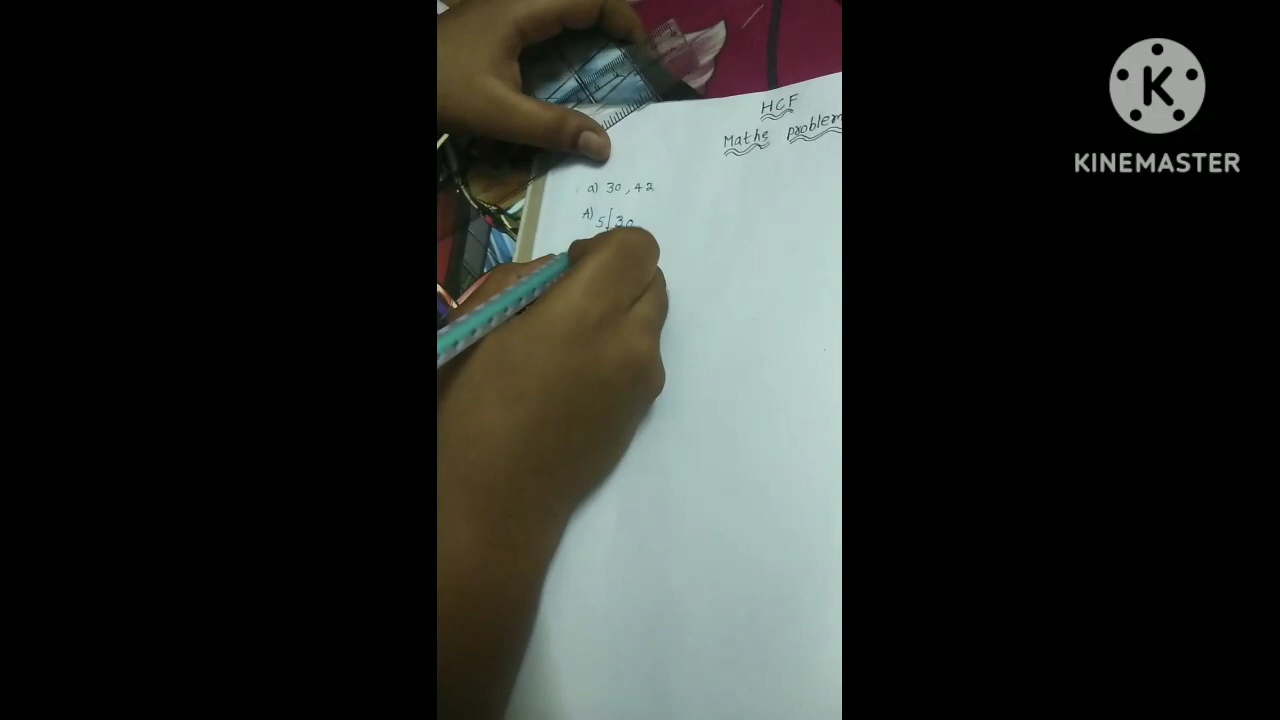 HCF
Maths Problem
a) 30, 42
A) 5 30
K
KINEMASTER